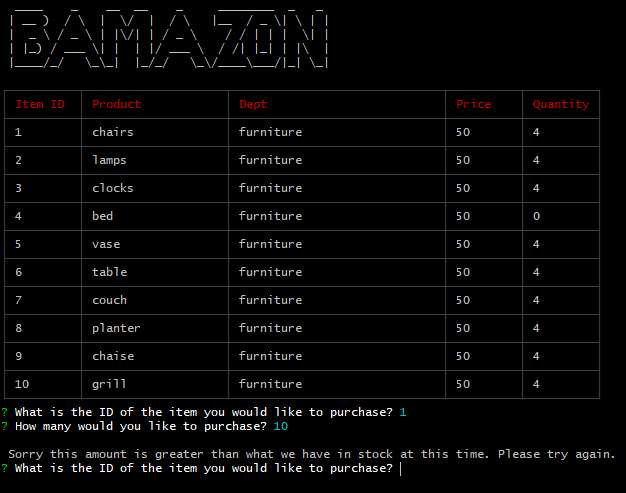 BAMAZON
Item ID Product Dept Price Quantity
1 chairs furniture 50 4
2 lamps furniture 50 4
3 clocks furniture 50 4
4 bed furniture 50 0
5 vase furniture 50 4
6 table furniture 50 4
7 couch furniture 50 4
8 planter furniture 50 4
9 chaise furniture 50 4
10 grill furniture 50 4
? What is the ID of the item you would like to purchase? 1
? How many would you like to purchase? 10
Sorry this amount is greater than what we have in stock at this time. Please try again.
? What is the ID of the item you would like to purchase?